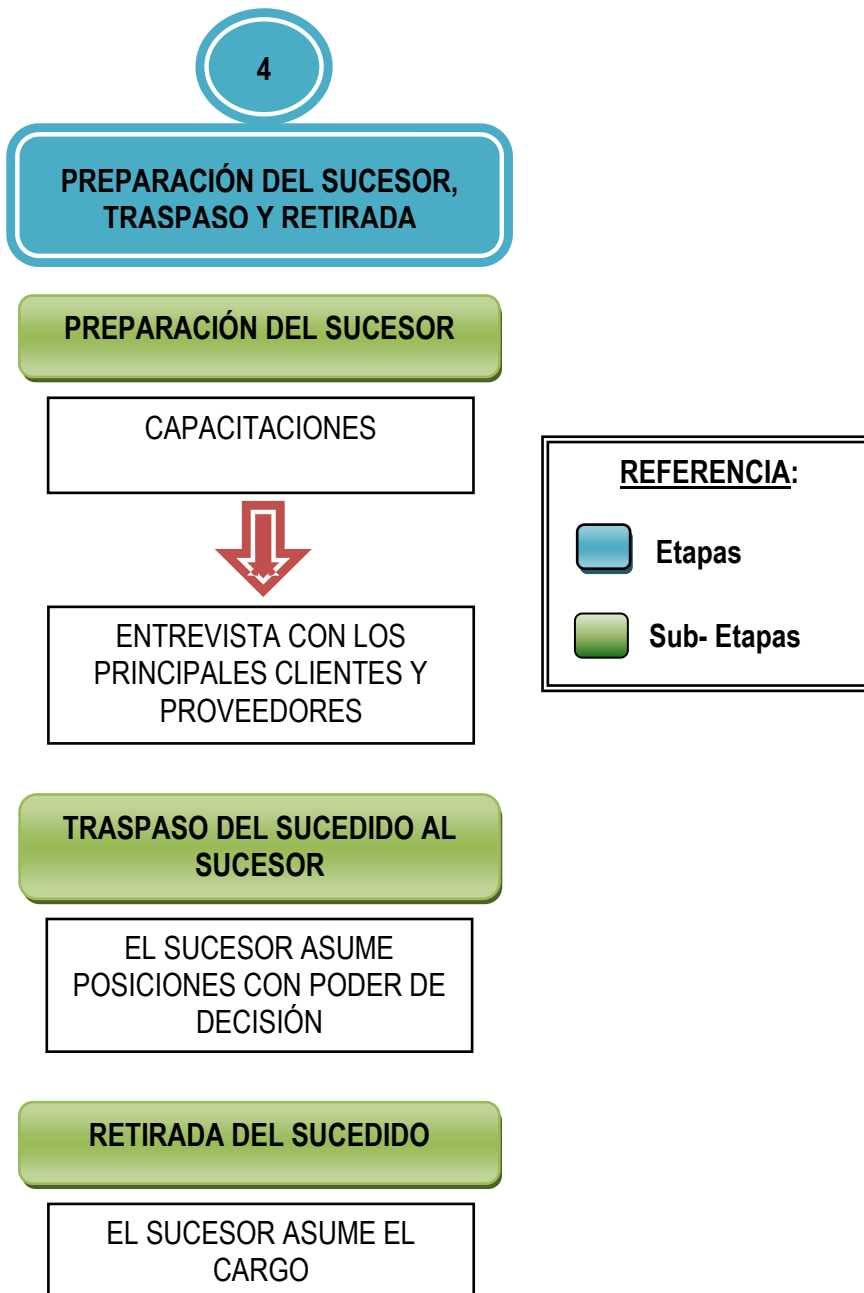 4
PREPARACIÓN DEL SUCESOR,
TRASPASO Y RETIRADA
PREPARACIÓN DEL SUCESOR
CAPACITACIONES
ENTREVISTA CON LOS
PRINCIPALES CLIENTES Y
PROVEEDORES
TRASPASO DEL SUCEDIDO AL
SUCESOR
EL SUCESOR ASUME
POSICIONES CON PODER DE
DECISIÓN
RETIRADA DEL SUCEDIDO
EL SUCESOR ASUME EL
CARGO
REFERENCIA:
Etapas
Sub- Etapas